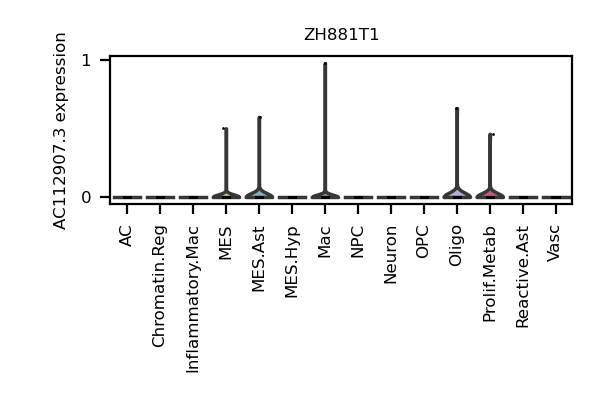 ZH881T1
AC112907.3 expression
1
0
AC
Chromatin.Reg
Inflammatory.Mac
MES
MES.Ast
MES.Hyp
Mac
NPC
Neuron
OPC
Oligo
Prolif.Metab
Reactive.Ast
Vasc